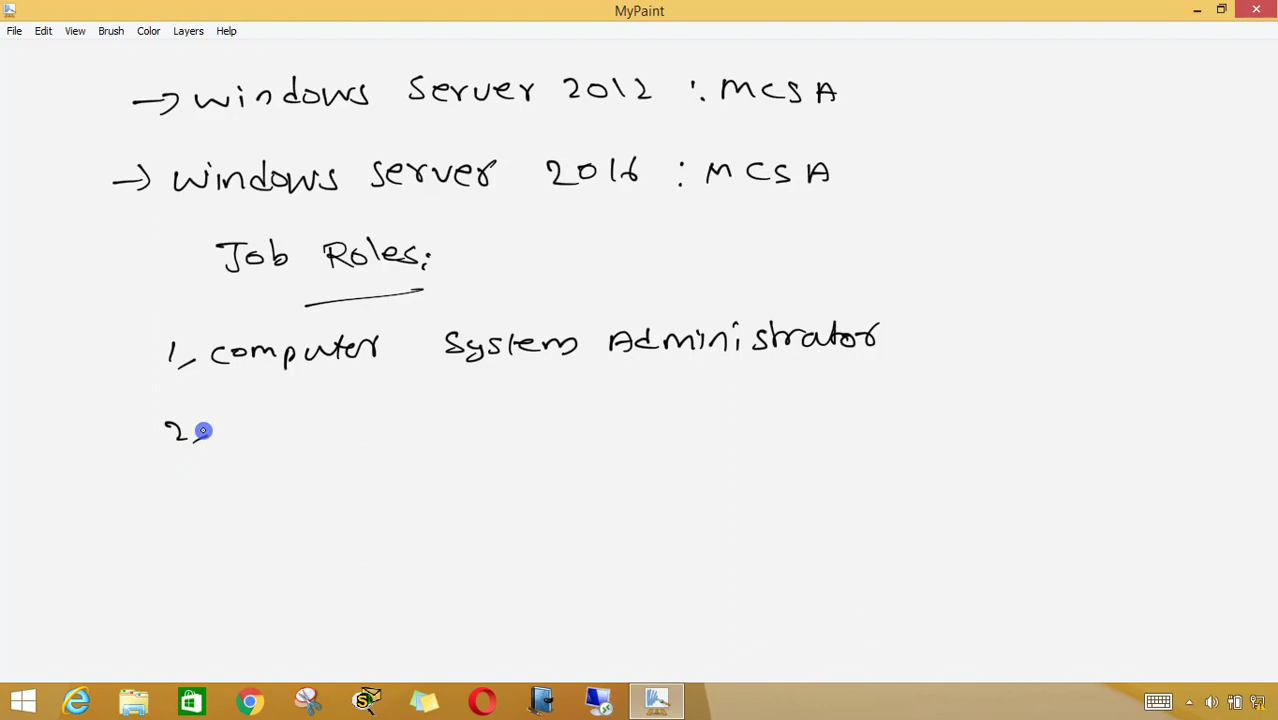 MyPaint
File Edit View Brush Color Layers Help
→ Windows Server 2012 : MCSA
→ Windows Server 2016 : MCSA
Job Roles:
1, computer System Administrator
2,